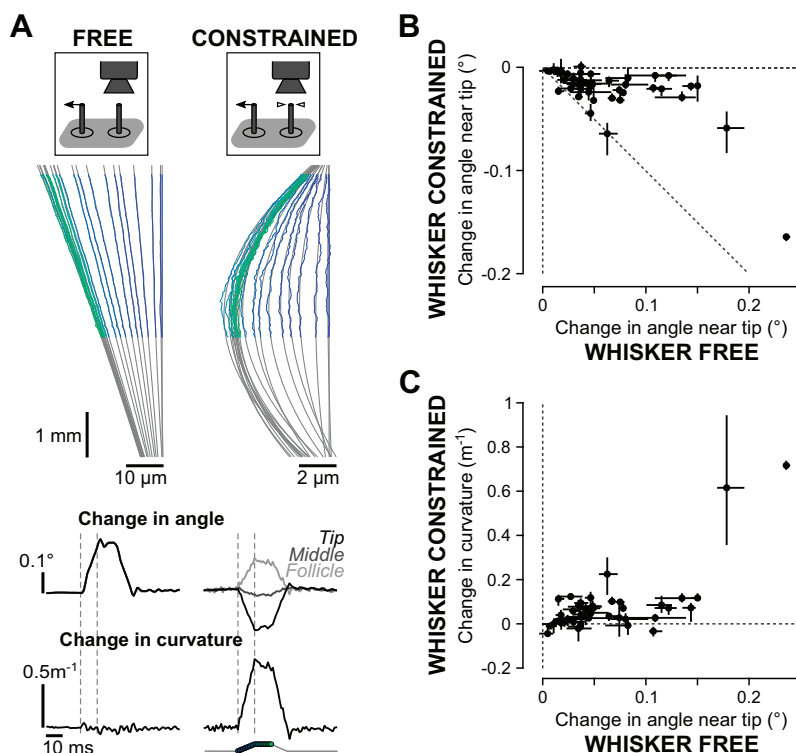 A
FREE
CONSTRAINED
1 mm
10 µm
2 µm
Change in angle
0.1°
Tip
Middle
Follicle
Change in curvature
0.5m⁻¹
10 ms
B
WHISKER CONSTRAINED
Change in angle near tip (°)
0
-0.1
-0.2
0
0.1
0.2
Change in angle near tip (°)
WHISKER FREE
C
WHISKER CONSTRAINED
Change in curvature (m⁻¹)
1
0.8
0.6
0.4
0.2
0
-0.2
0
0.1
0.2
Change in angle near tip (°)
WHISKER FREE